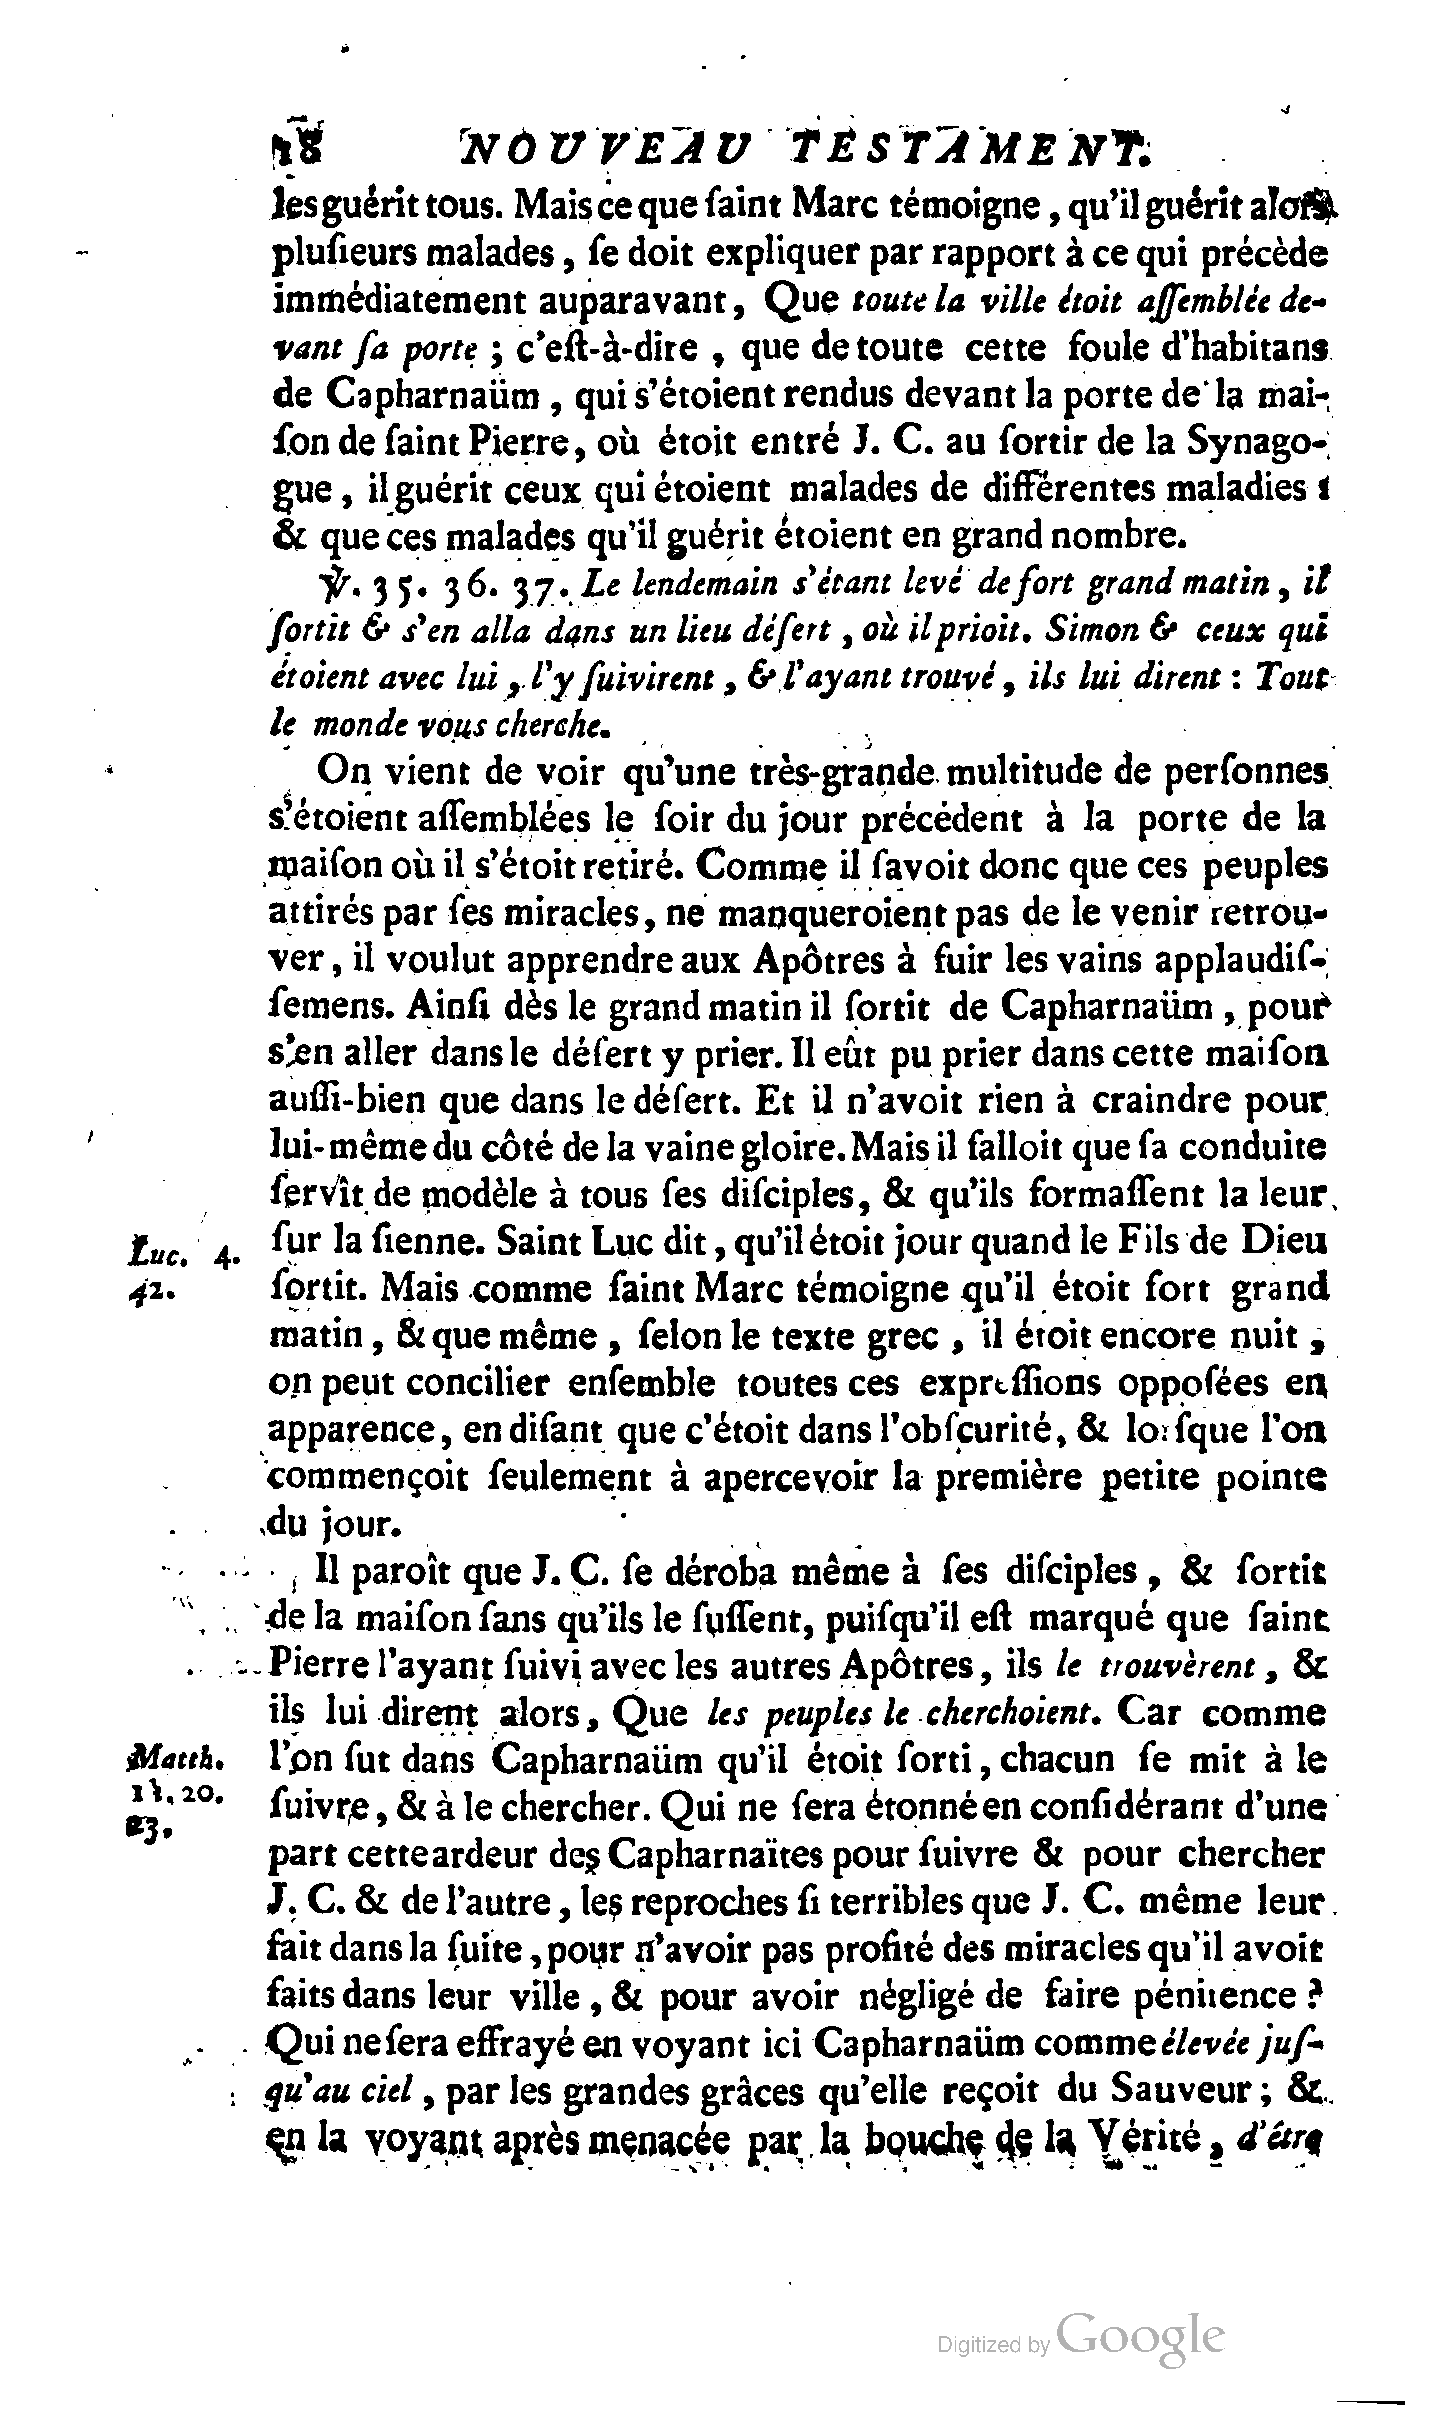 18 NOUVEAU TESTAMENT.
les guérit tous. Mais ce que ſaint Marc témoigne, qu'il guérit alors
pluſieurs malades, ſe doit expliquer par rapport à ce qui précède
immédiatement auparavant, Que toute la ville étoit aſſemblée de-
vant ſa porte ; c'eſt-à-dire , que de toute cette foule d'habitans
de Capharnaüm , qui s'étoient rendus devant la porte de la mai-
ſon de ſaint Pierre, où étoit entré J. C. au ſortir de la Synago-
gue , il guérit ceux qui étoient malades de différentes maladies ;
& que ces malades qu'il guérit étoient en grand nombre.
℣. 35. 36. 37. Le lendemain s'étant levé de fort grand matin , il
ſortit & s'en alla dans un lieu déſert , où il prioit. Simon & ceux qui
étoient avec lui , l'y ſuivirent , & l'ayant trouvé , ils lui dirent : Tout
le monde vous cherche.
On vient de voir qu'une très-grande multitude de perſonnes
s'étoient aſſemblées le ſoir du jour précédent à la porte de la
maiſon où il s'étoit retiré. Comme il ſavoit donc que ces peuples
attirés par ſes miracles, ne manqueroient pas de le venir retrou-
ver , il voulut apprendre aux Apôtres à fuir les vains applaudiſ-
ſemens. Ainſi dès le grand matin il ſortit de Capharnaüm , pour
s'en aller dans le déſert y prier. Il eût pu prier dans cette maiſon
auſſi-bien que dans le déſert. Et il n'avoit rien à craindre pour
lui-même du côté de la vaine gloire. Mais il falloit que ſa conduite
ſervît de modèle à tous ſes diſciples, & qu'ils formaſſent la leur
Luc. 4. ſur la ſienne. Saint Luc dit , qu'il étoit jour quand le Fils de Dieu
42. ſortit. Mais comme ſaint Marc témoigne qu'il étoit fort grand
matin , & que même , ſelon le texte grec , il étoit encore nuit ,
on peut concilier enſemble toutes ces expreſſions oppoſées en
apparence, en diſant que c'étoit dans l'obſcurité, & lorſque l'on
commençoit ſeulement à apercevoir la première petite pointe
du jour.
Il paroît que J. C. ſe déroba même à ſes diſciples , & ſortit
de la maiſon ſans qu'ils le ſuſſent, puiſqu'il eſt marqué que ſaint
Pierre l'ayant ſuivi avec les autres Apôtres, ils le trouvèrent , &
ils lui dirent alors, Que les peuples le cherchoient. Car comme
Matth. l'on ſut dans Capharnaüm qu'il étoit ſorti , chacun ſe mit à le
11. 20. ſuivre , & à le chercher. Qui ne ſera étonné en conſidérant d'une
23. part cette ardeur des Capharnaïtes pour ſuivre & pour chercher
J. C. & de l'autre , les reproches ſi terribles que J. C. même leur
fait dans la ſuite , pour n'avoir pas profité des miracles qu'il avoit
faits dans leur ville , & pour avoir négligé de faire pénitence ?
Qui ne ſera effrayé en voyant ici Capharnaüm comme élevée juſ-
qu'au ciel , par les grandes grâces qu'elle reçoit du Sauveur ; &
en la voyant après menacée par la bouche de la Vérité , d'être
Digitized by Google